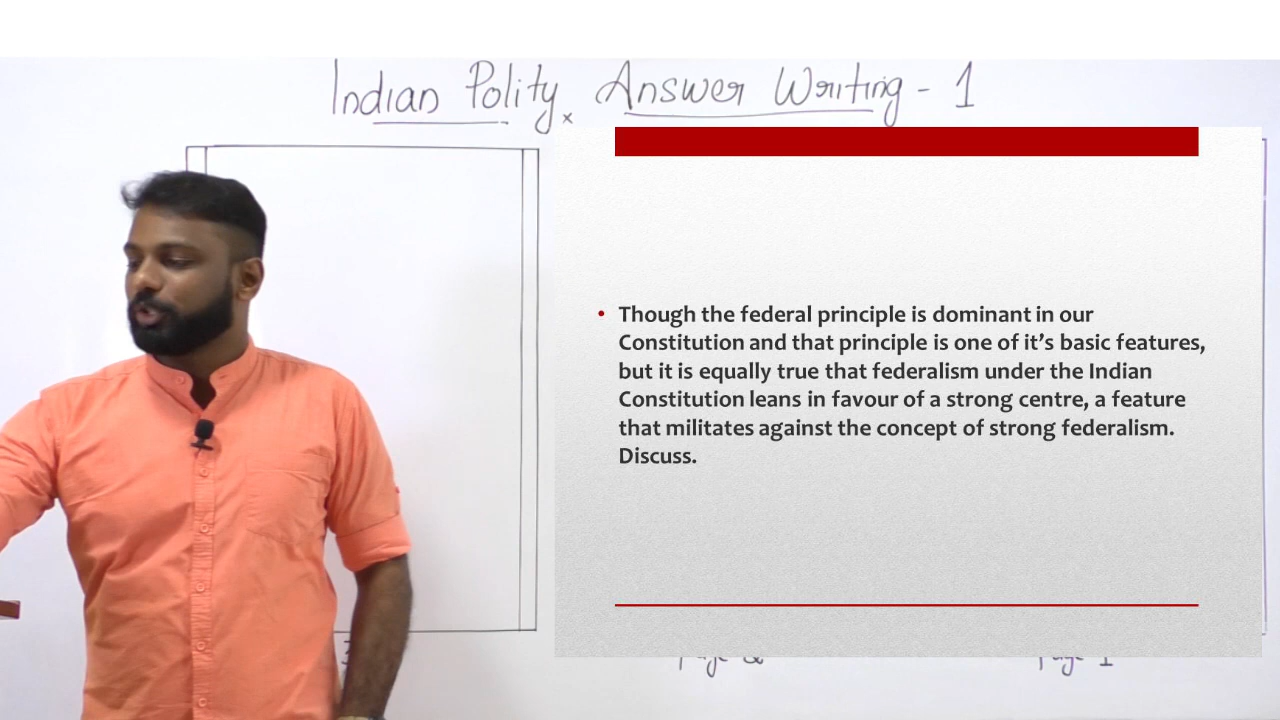 Indian Polity Answer Writing - 1
• Though the federal principle is dominant in our
Constitution and that principle is one of it’s basic features,
but it is equally true that federalism under the Indian
Constitution leans in favour of a strong centre, a feature
that militates against the concept of strong federalism.
Discuss.